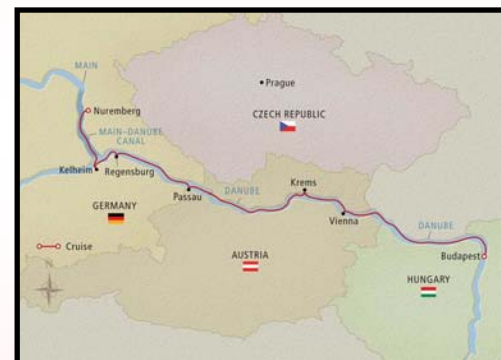 MAIN
Nuremberg
MAIN–DANUBE
CANAL
Kelheim
Regensburg
Prague
CZECH REPUBLIC
Passau
DANUBE
Krems
Vienna
GERMANY
Cruise
N
AUSTRIA
DANUBE
Budapest
HUNGARY